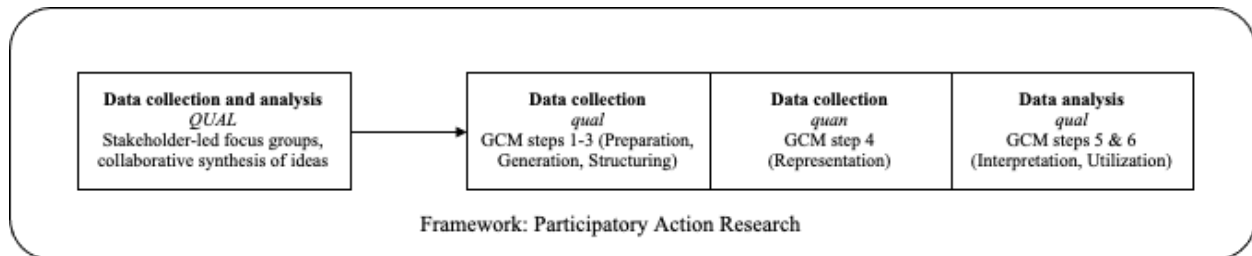 Data collection and analysis
QUAL
Stakeholder-led focus groups,
collaborative synthesis of ideas
Data collection
qual
GCM steps 1-3 (Preparation,
Generation, Structuring)
Data collection
quan
GCM step 4
(Representation)
Data analysis
qual
GCM steps 5 & 6
(Interpretation, Utilization)
Framework: Participatory Action Research